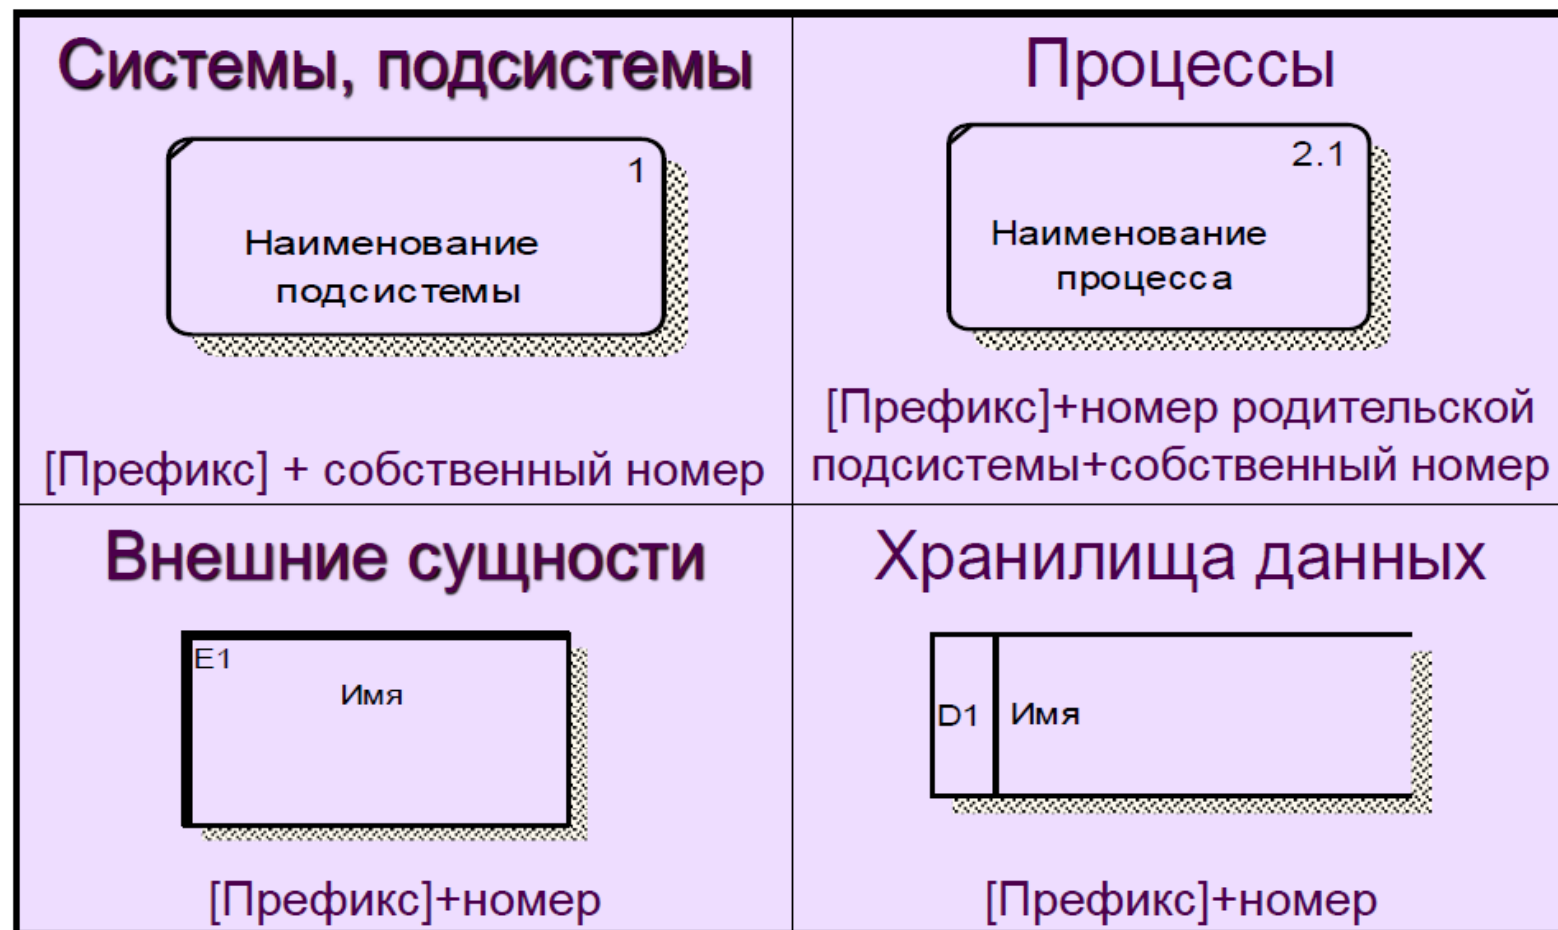 Системы, подсистемы
1
Наименование
подсистемы
[Префикс] + собственный номер
Процессы
2.1
Наименование
процесса
[Префикс]+номер родительской
подсистемы+собственный номер
Внешние сущности
E1
Имя
[Префикс]+номер
Хранилища данных
D1
Имя
[Префикс]+номер